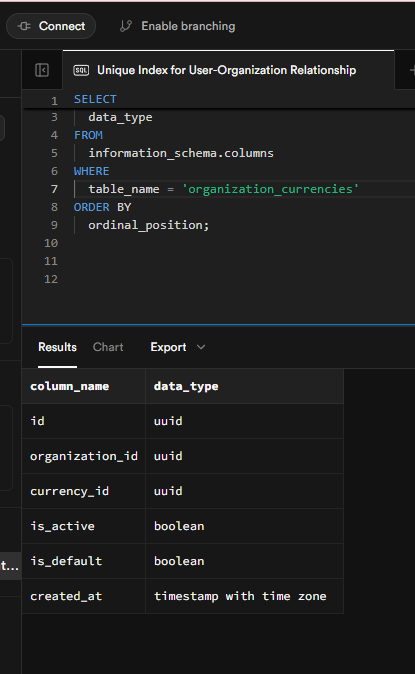 Connect Enable branching
SQL Unique Index for User-Organization Relationship
1 SELECT
3 data_type
4 FROM
5 information_schema.columns
6 WHERE
7 table_name = 'organization_currencies'
8 ORDER BY
9 ordinal_position;
10
11
12
Results Chart Export
column_name data_type
id uuid
organization_id uuid
currency_id uuid
is_active boolean
t... is_default boolean
created_at timestamp with time zone